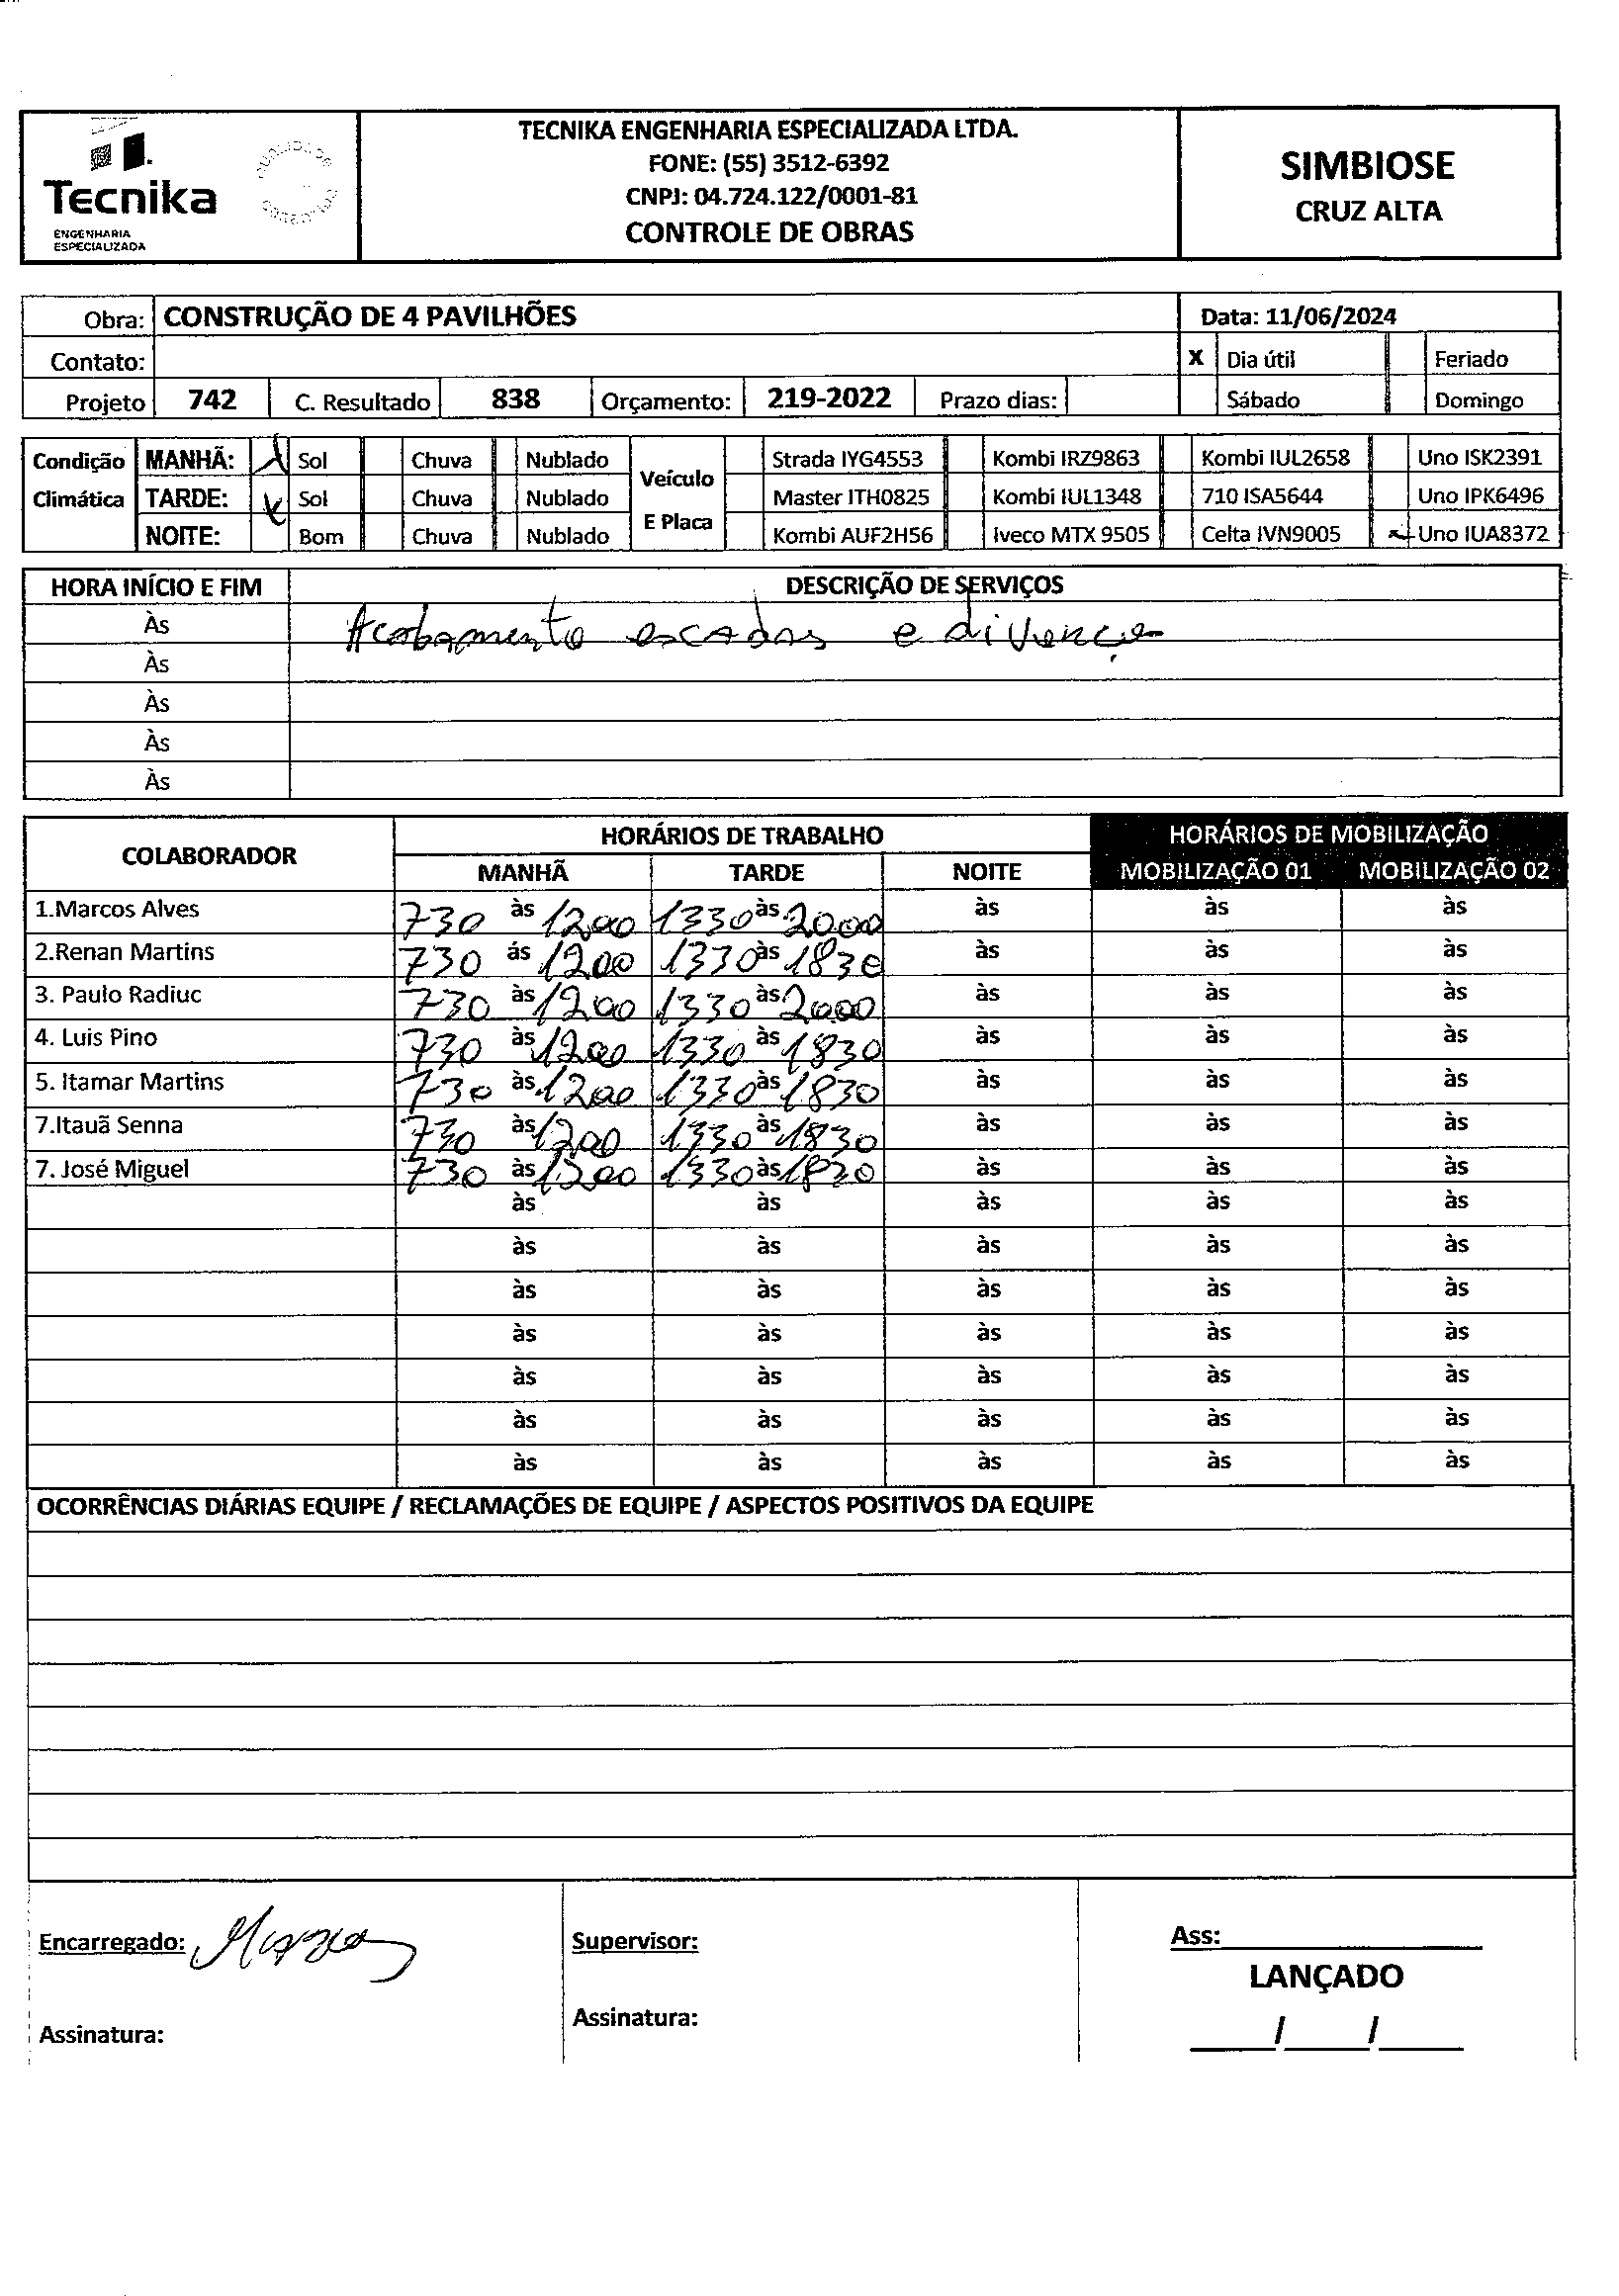 Tecnika
ENGENHARIA
ESPECIALIZADA
TECNIKA ENGENHARIA ESPECIALIZADA LTDA.
FONE: (55) 3512-6392
CNPJ: 04.724.122/0001-81
CONTROLE DE OBRAS
SIMBIOSE
CRUZ ALTA
Obra: CONSTRUÇÃO DE 4 PAVILHÕES Data: 11/06/2024
Contato: X Dia útil Feriado
Projeto 742 C. Resultado 838 Orçamento: 219-2022 Prazo dias: Sábado Domingo
Condição Climática Veículo E Placa
MANHÃ: X Sol Chuva Nublado Strada IYG4553 Kombi IRZ9863 Kombi IUL2658 Uno ISK2391
TARDE: X Sol Chuva Nublado Master ITH0825 Kombi IUL1348 710 ISA5644 Uno IPK6496
NOITE: Bom Chuva Nublado Kombi AUF2H56 Iveco MTX 9505 Celta IVN9005 x Uno IUA8372
HORA INÍCIO E FIM DESCRIÇÃO DE SERVIÇOS
Às Acabamento escadas e
Às
Às
Às
Às
COLABORADOR HORÁRIOS DE TRABALHO HORÁRIOS DE MOBILIZAÇÃO
MANHÃ TARDE NOITE MOBILIZAÇÃO 01 MOBILIZAÇÃO 02
1.Marcos Alves 730 às 1200 1330 às 2000 às às às
2.Renan Martins 730 ás 1200 1330 às 1830 às às às
3. Paulo Radiuc 730 às 1200 1330 às 2000 às às às
4. Luis Pino 730 às 1200 1330 às 1830 às às às
5. Itamar Martins 730 às 1200 1330 às 1830 às às às
7.Itauã Senna 730 às 1200 1330 às 1830 às às às
7. José Miguel 730 às 1200 1330 às 1830 às às às
às às às às às
às às às às às
às às às às às
às às às às às
às às às às às
às às às às às
às às às às às
OCORRÊNCIAS DIÁRIAS EQUIPE / RECLAMAÇÕES DE EQUIPE / ASPECTOS POSITIVOS DA EQUIPE
Encarregado: Marcos
Assinatura:
Supervisor:
Assinatura:
Ass:
LANÇADO
/ /